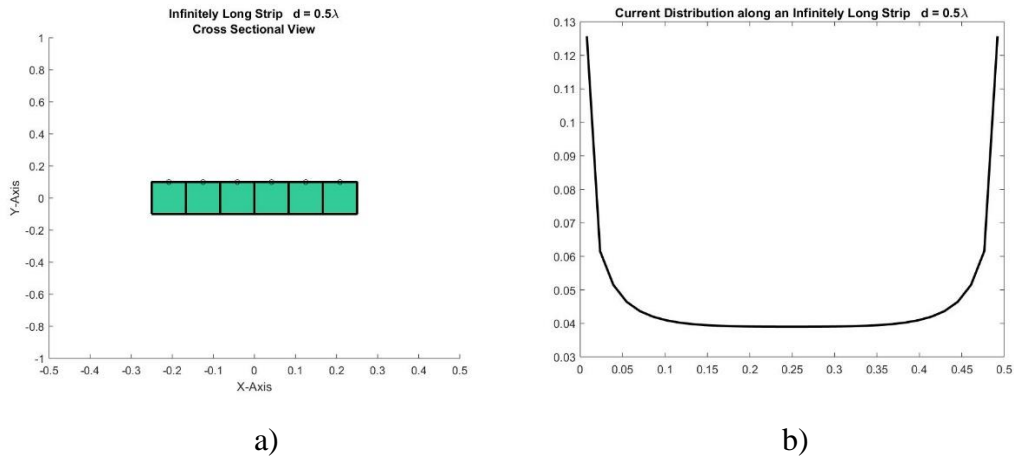 Infinitely Long Strip d = 0.5λ
Cross Sectional View
1
0.8
0.6
0.4
0.2
0
-0.2
-0.4
-0.6
-0.8
-1
Y-Axis
-0.5 -0.4 -0.3 -0.2 -0.1 0 0.1 0.2 0.3 0.4 0.5
X-Axis
a)
Current Distribution along an Infinitely Long Strip d = 0.5λ
0.13
0.12
0.11
0.1
0.09
0.08
0.07
0.06
0.05
0.04
0.03
0 0.05 0.1 0.15 0.2 0.25 0.3 0.35 0.4 0.45 0.5
b)